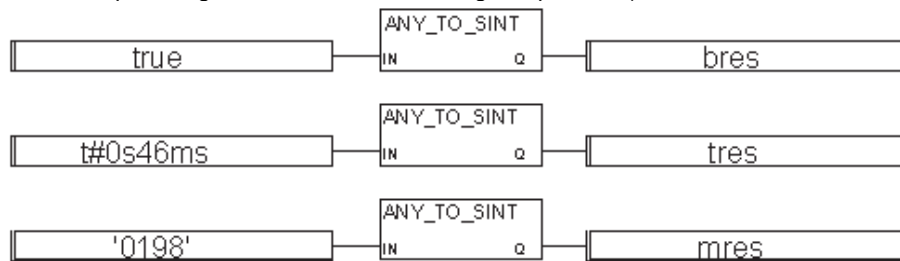 ANY_TO_SINT
true IN Q bres
ANY_TO_SINT
t#0s46ms IN Q tres
ANY_TO_SINT
'0198' IN Q mres